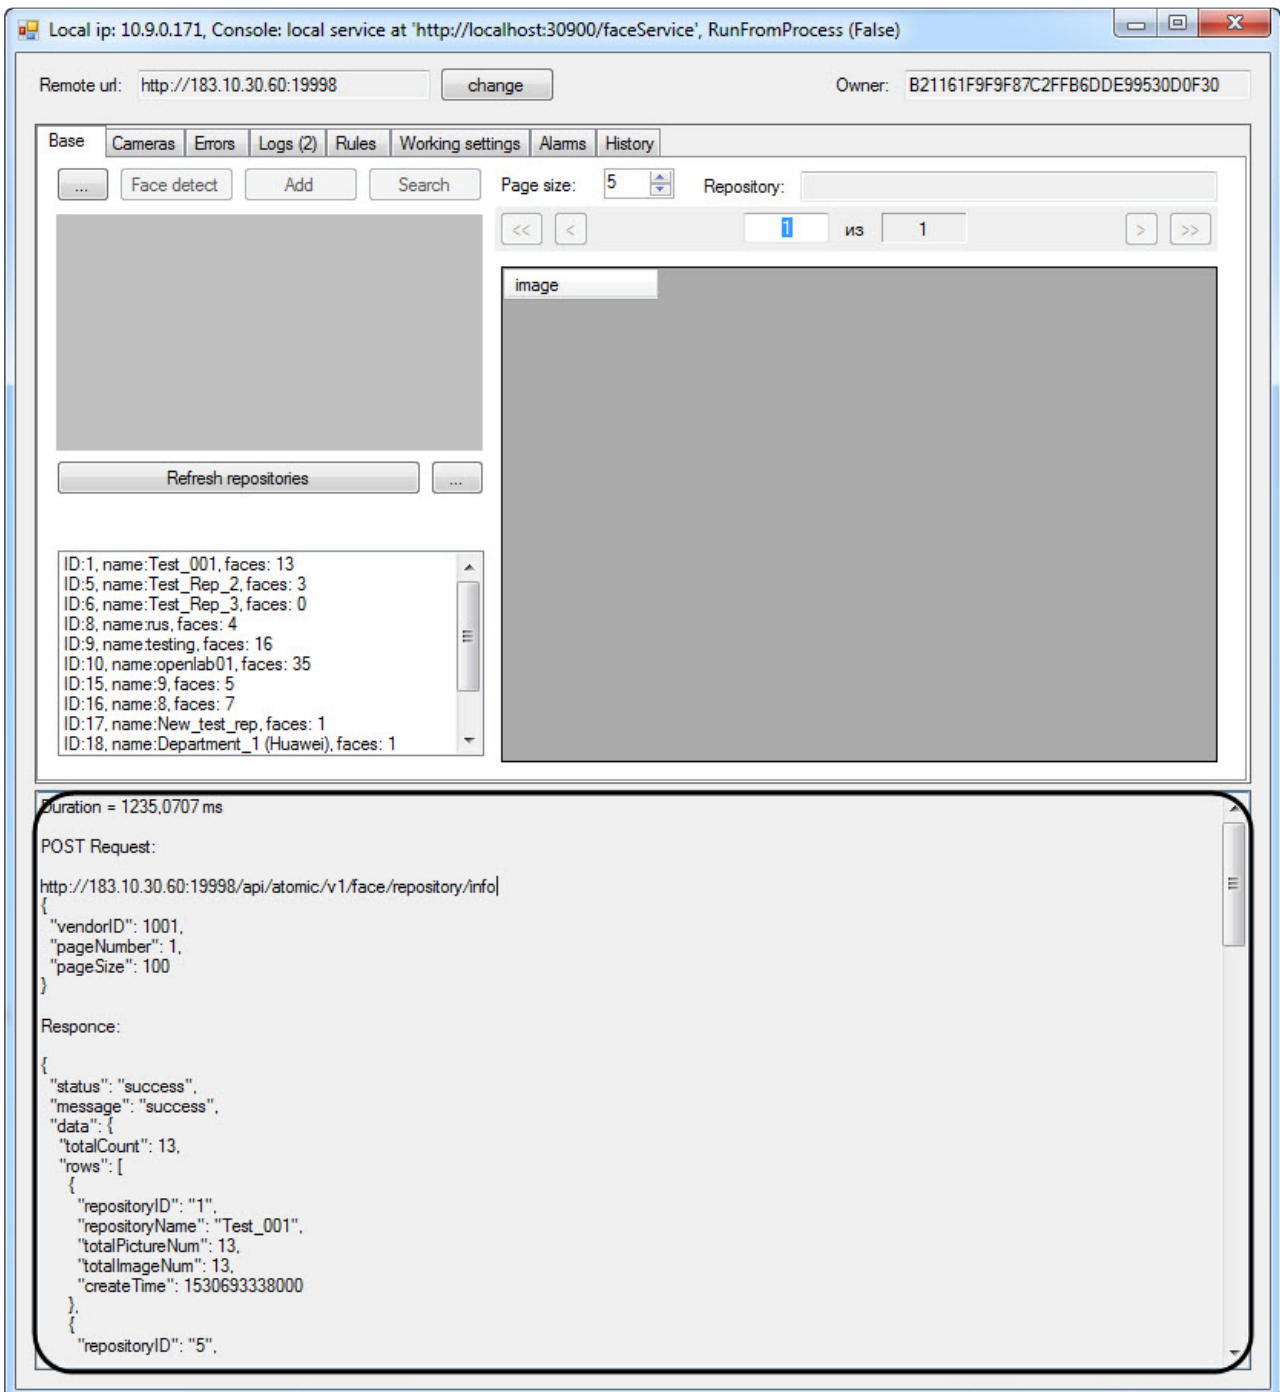 Local ip: 10.9.0.171, Console: local service at 'http://localhost:30900/faceService', RunFromProcess (False)
Remote url: http://183.10.30.60:19998 change Owner: B21161F9F9F87C2FFB6DDE99530D0F30
Base Cameras Errors Logs (2) Rules Working settings Alarms History
... Face detect Add Search Page size: 5 Repository:
<< < 1 из 1 > >>
image
Refresh repositories ...
ID:1, name:Test_001, faces: 13
ID:5, name:Test_Rep_2, faces: 3
ID:6, name:Test_Rep_3, faces: 0
ID:8, name:rus, faces: 4
ID:9, name:testing, faces: 16
ID:10, name:openlab01, faces: 35
ID:15, name:9, faces: 5
ID:16, name:8, faces: 7
ID:17, name:New_test_rep, faces: 1
ID:18, name:Department_1 (Huawei), faces: 1
Duration = 1235,0707 ms
POST Request:
http://183.10.30.60:19998/api/atomic/v1/face/repository/info
{
"vendorID": 1001,
"pageNumber": 1,
"pageSize": 100
}
Responce:
{
"status": "success",
"message": "success",
"data": {
"totalCount": 13,
"rows": [
{
"repositoryID": "1",
"repositoryName": "Test_001",
"totalPictureNum": 13,
"totalImageNum": 13,
"createTime": 1530693338000
},
{
"repositoryID": "5",